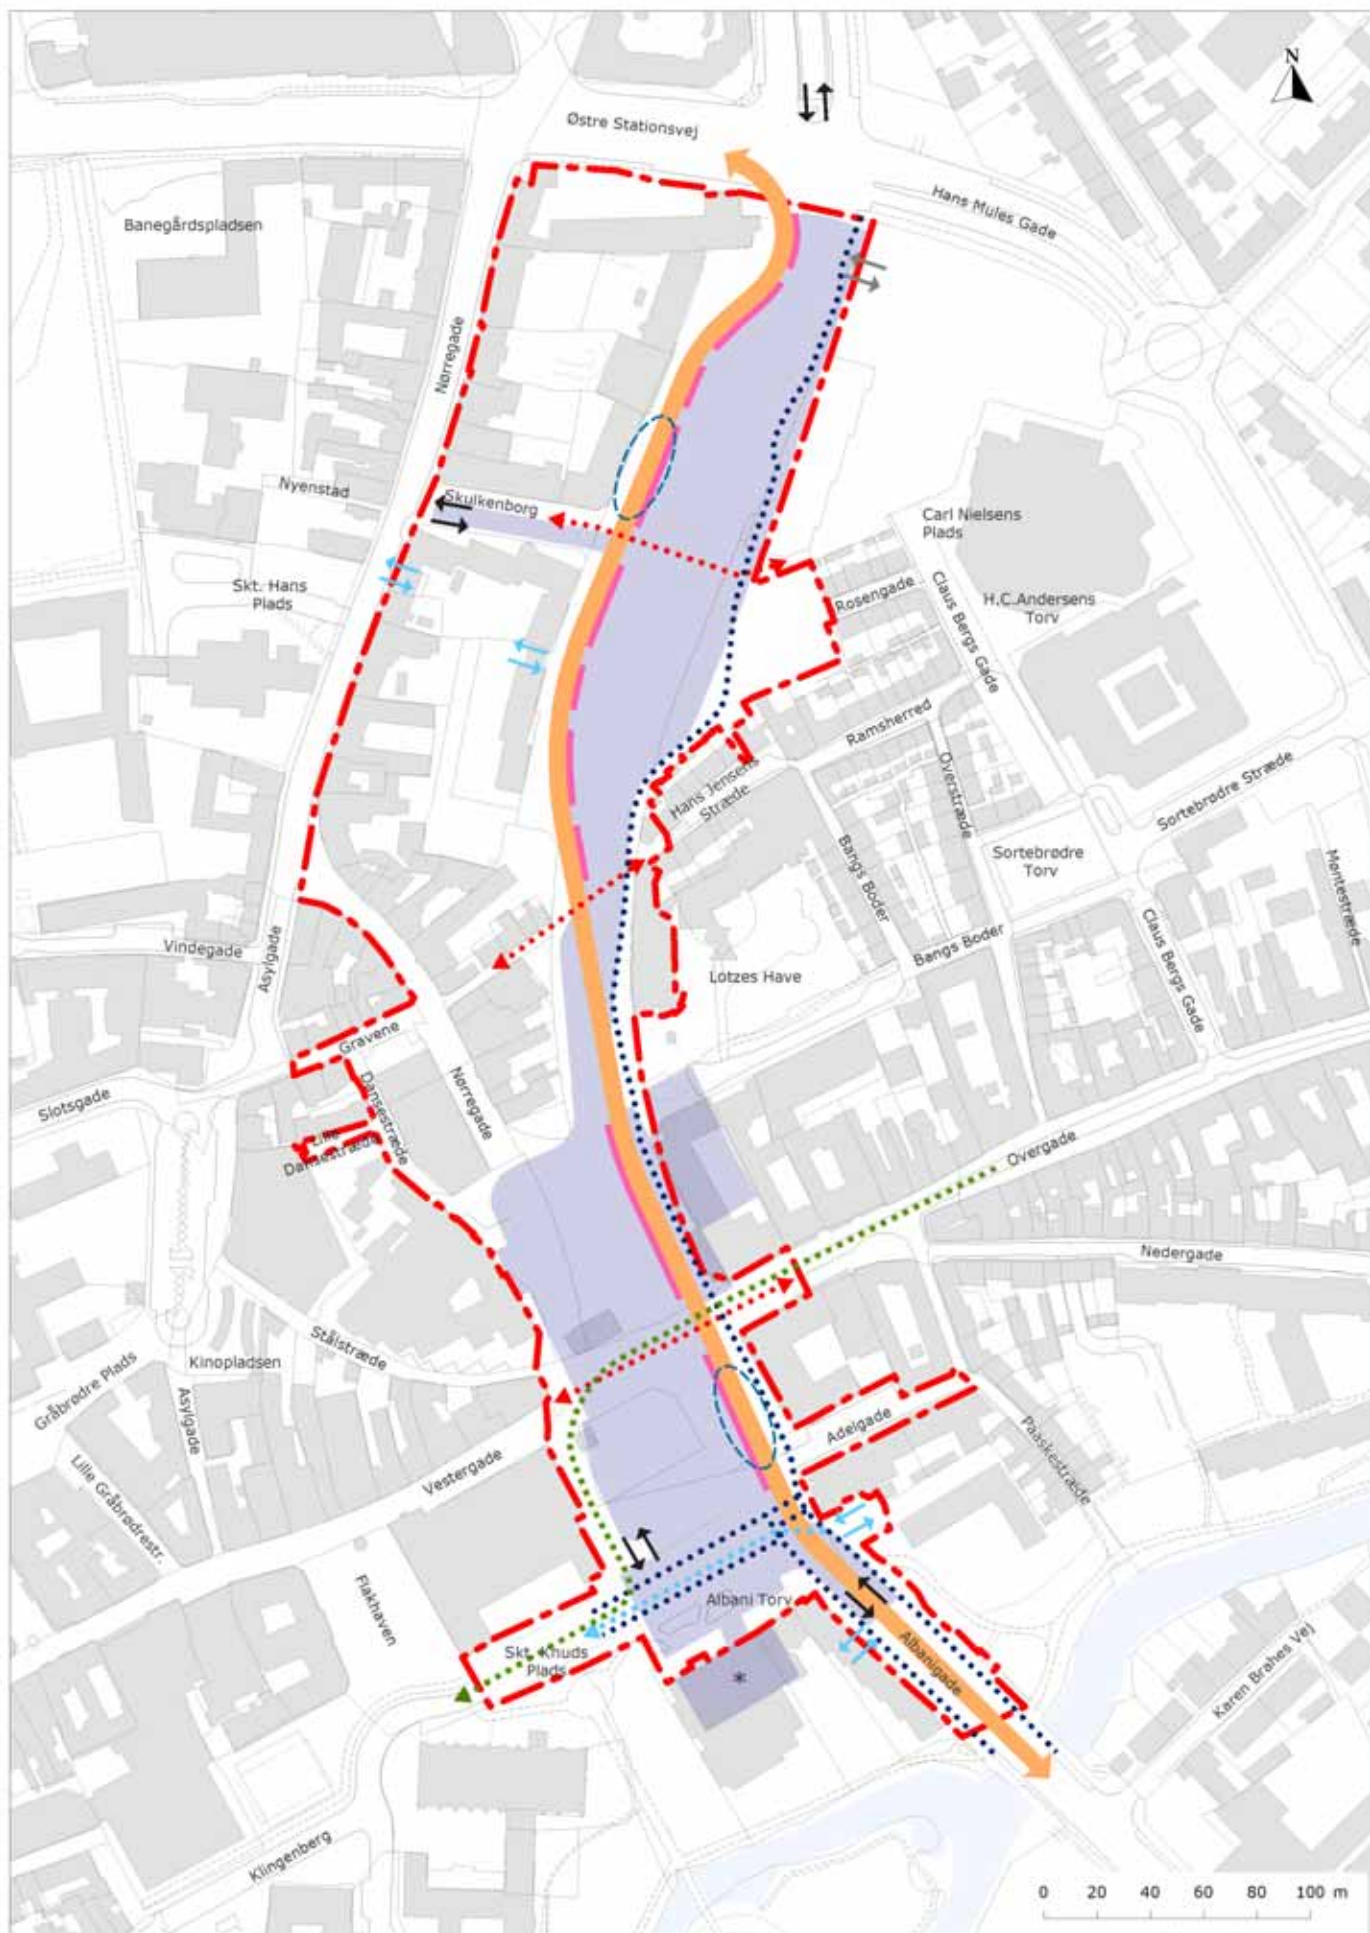 N
Østre Stationsvej
Hans Mules Gade
Banegårdspladsen
Nørregade
Nyenstad
Skulkenborg
Carl Nielsens
Plads
Skt. Hans
Plads
Rosengade
Claus Bergs Gade
H.C.Andersens
Torv
Ramsherred
Overstræde
Hans Jensens
Stræde
Sortebrødre Stræde
Bangs Boder
Sortebrødre
Torv
Møntestræde
Vindegade
Asylgade
Bangs Boder
Claus Bergs Gade
Lotzes Have
Gravene
Slotsgade
Dansestræde
Nørregade
Lille
Dansestræde
Overgade
Nedergade
Stålstræde
Kinopladsen
Gråbrødre Plads
Asylgade
Adelgade
Paaskestræde
Vestergade
Lille Gråbrødrestr.
Flakhaven
Albani Torv
Skt. Knuds
Plads
*
Albanigade
Karen Brahes Vej
Klingenberg
0 20 40 60 80 100 m